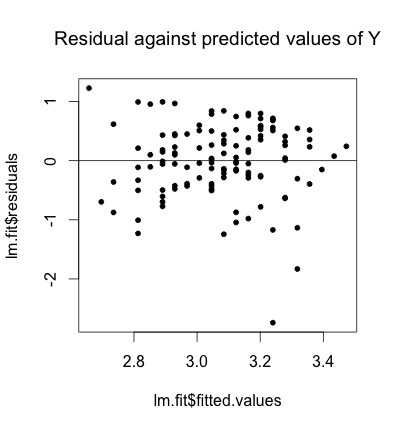 Residual against predicted values of Y
lm.fit$residuals
1
0
-1
-2
2.8 3.0 3.2 3.4
lm.fit$fitted.values